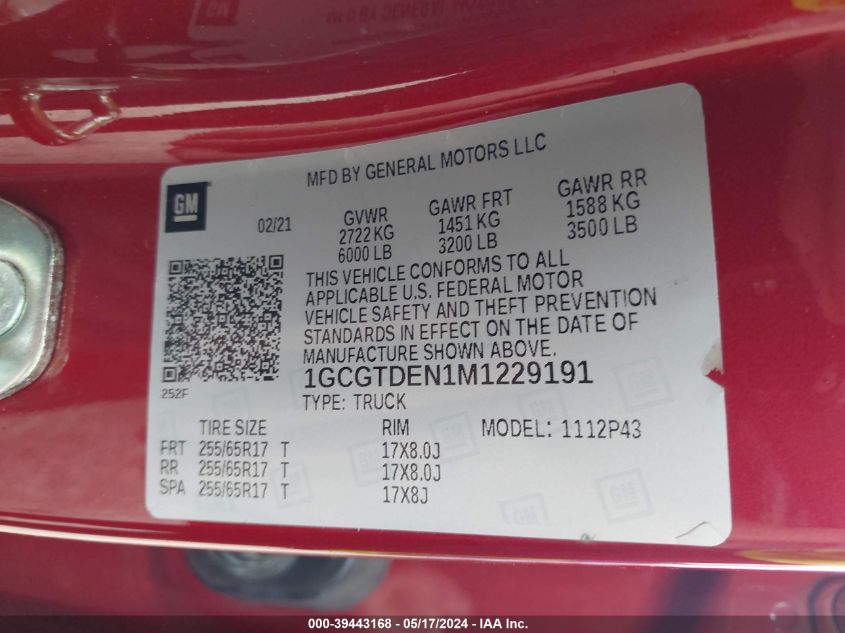 MFD BY GENERAL MOTORS LLC
GM
02/21
GVWR GAWR FRT GAWR RR
2722 KG 1451 KG 1588 KG
6000 LB 3200 LB 3500 LB
THIS VEHICLE CONFORMS TO ALL
APPLICABLE U.S. FEDERAL MOTOR
VEHICLE SAFETY AND THEFT PREVENTION
STANDARDS IN EFFECT ON THE DATE OF
MANUFACTURE SHOWN ABOVE.
1GCGTDEN1M1229191
252F
TYPE: TRUCK
TIRE SIZE RIM MODEL: 1112P43
FRT 255/65R17 T 17X8.0J
RR 255/65R17 T 17X8.0J
SPA 255/65R17 T 17X8J
GM GM
000-39443168 - 05/17/2024 - IAAI.com